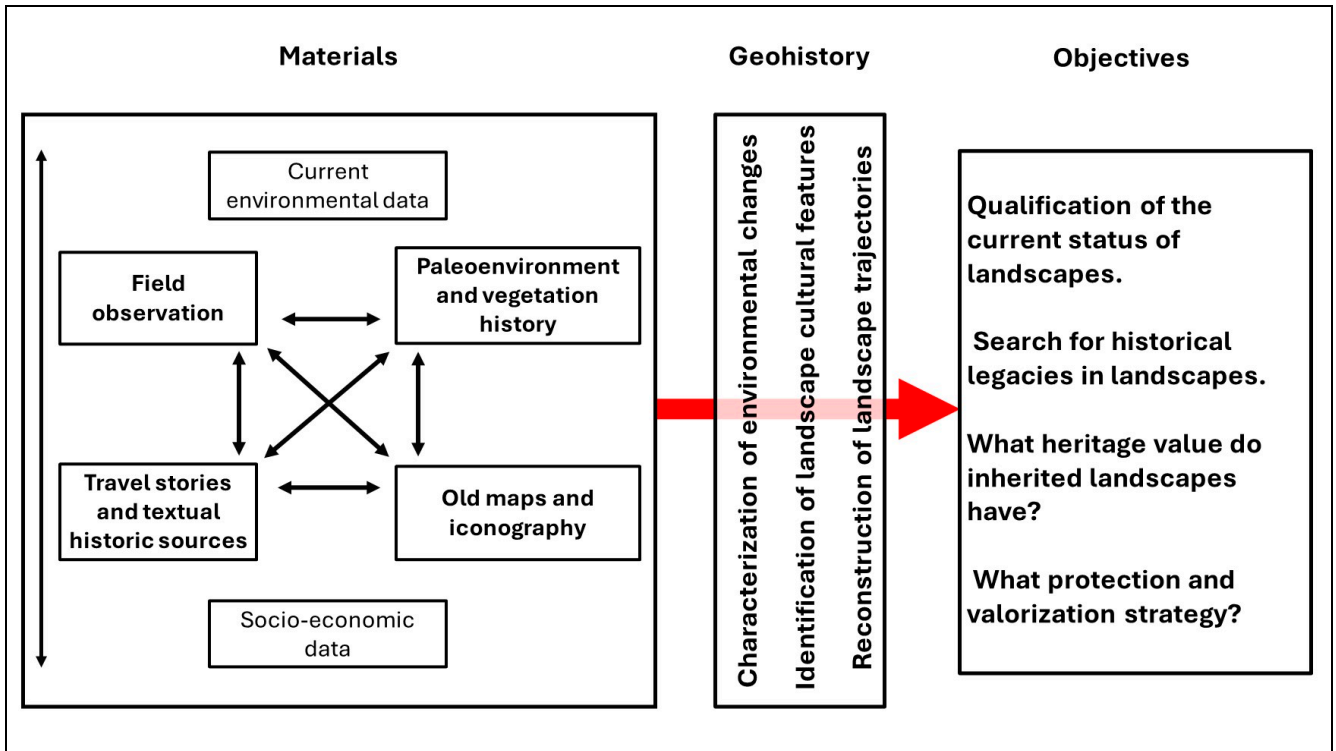 Materials
Current
environmental data
Field
observation
Paleoenvironment
and vegetation
history
Travel stories
and textual
historic sources
Old maps and
iconography
Socio-economic
data
Geohistory
Characterization of environmental changes
Identification of landscape cultural features
Reconstruction of landscape trajectories
Objectives
Qualification of the
current status of
landscapes.
Search for historical
legacies in landscapes.
What heritage value do
inherited landscapes
have?
What protection and
valorization strategy?